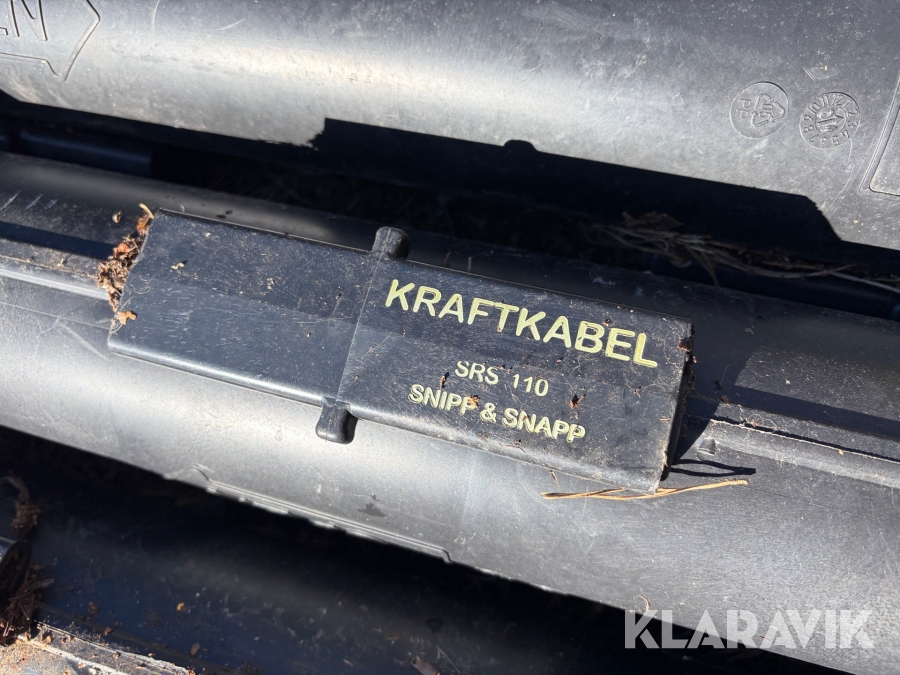 KRAFTKABEL
SRS 110
SNIPP & SNAPP
KLARAVIK